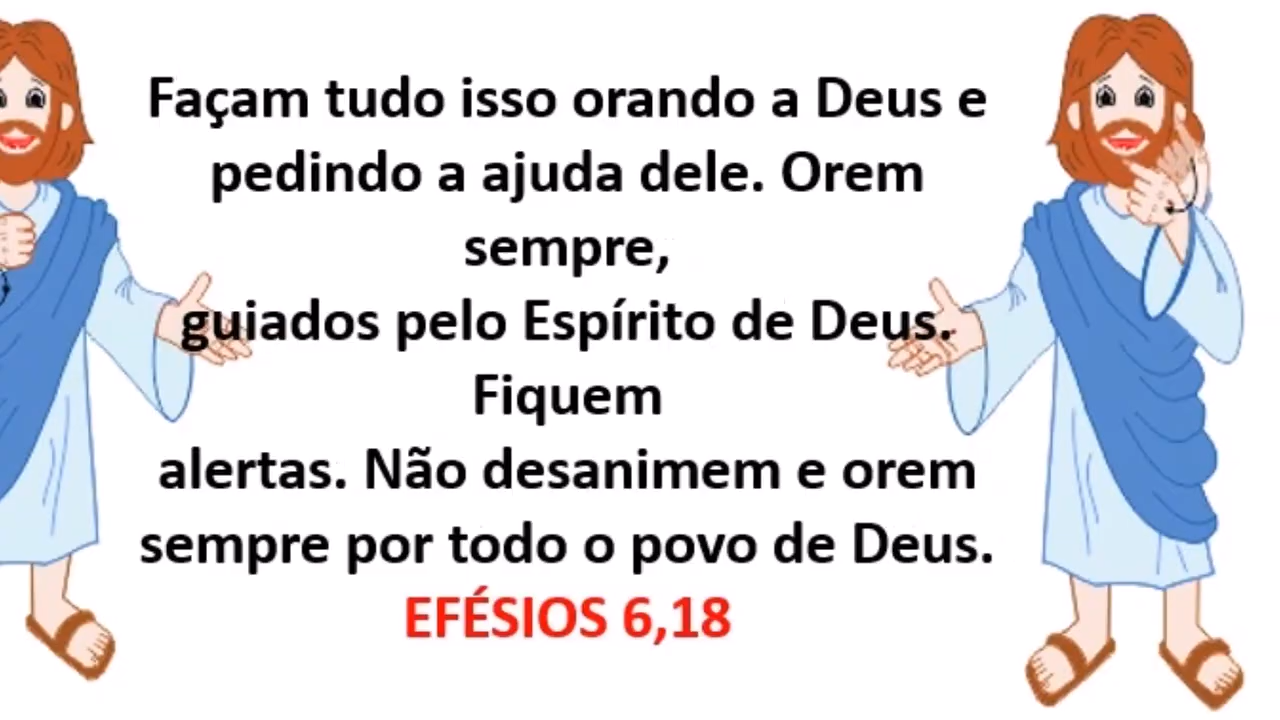 Façam tudo isso orando a Deus e
pedindo a ajuda dele. Orem
sempre,
guiados pelo Espírito de Deus.
Fiquem
alertas. Não desanimem e orem
sempre por todo o povo de Deus.
EFÉSIOS 6,18